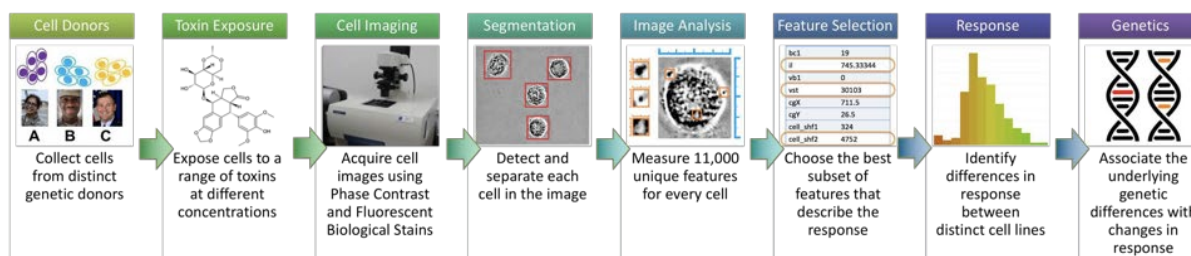 Cell Donors
A B C
Collect cells
from distinct
genetic donors
Toxin Exposure
Expose cells to a
range of toxins
at different
concentrations
Cell Imaging
Acquire cell
images using
Phase Contrast
and Fluorescent
Biological Stains
Segmentation
Detect and
separate each
cell in the image
Image Analysis
Measure 11,000
unique features
for every cell
Feature Selection
bc1 19
il 745.33344
vb1 0
vst 30103
cgX 711.5
cgY 26.5
cell_shf1 324
cell_shf2 4752
Choose the best
subset of
features that
describe the
response
Response
Identify
differences in
response
between
distinct cell lines
Genetics
Associate the
underlying
genetic
differences with
changes in
response